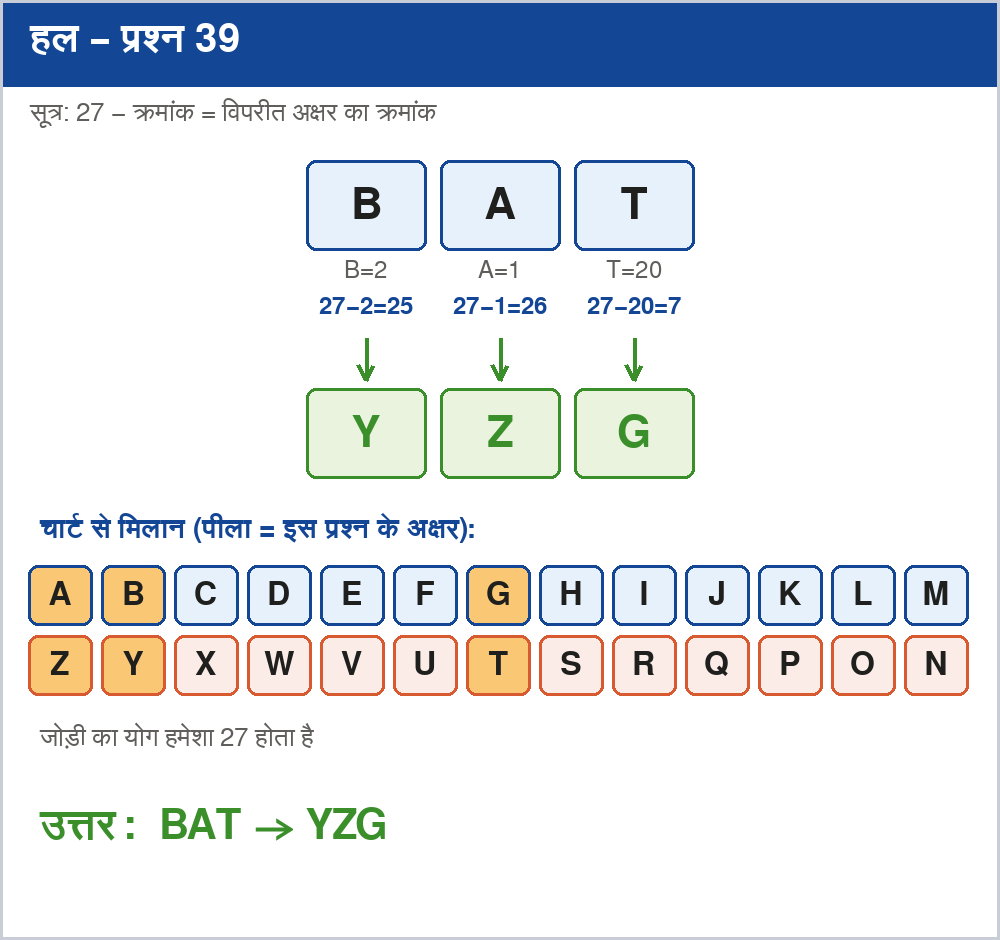 हल – प्रश्न 39
सूत्र: 27 – क्रमांक = विपरीत अक्षर का क्रमांक
B A T
B=2 A=1 T=20
27−2=25 27−1=26 27−20=7
Y Z G
चार्ट से मिलान (पीला = इस प्रश्न के अक्षर):
A B C D E F G H I J K L M
Z Y X W V U T S R Q P O N
जोड़ी का योग हमेशा 27 होता है
उत्तर : BAT → YZG